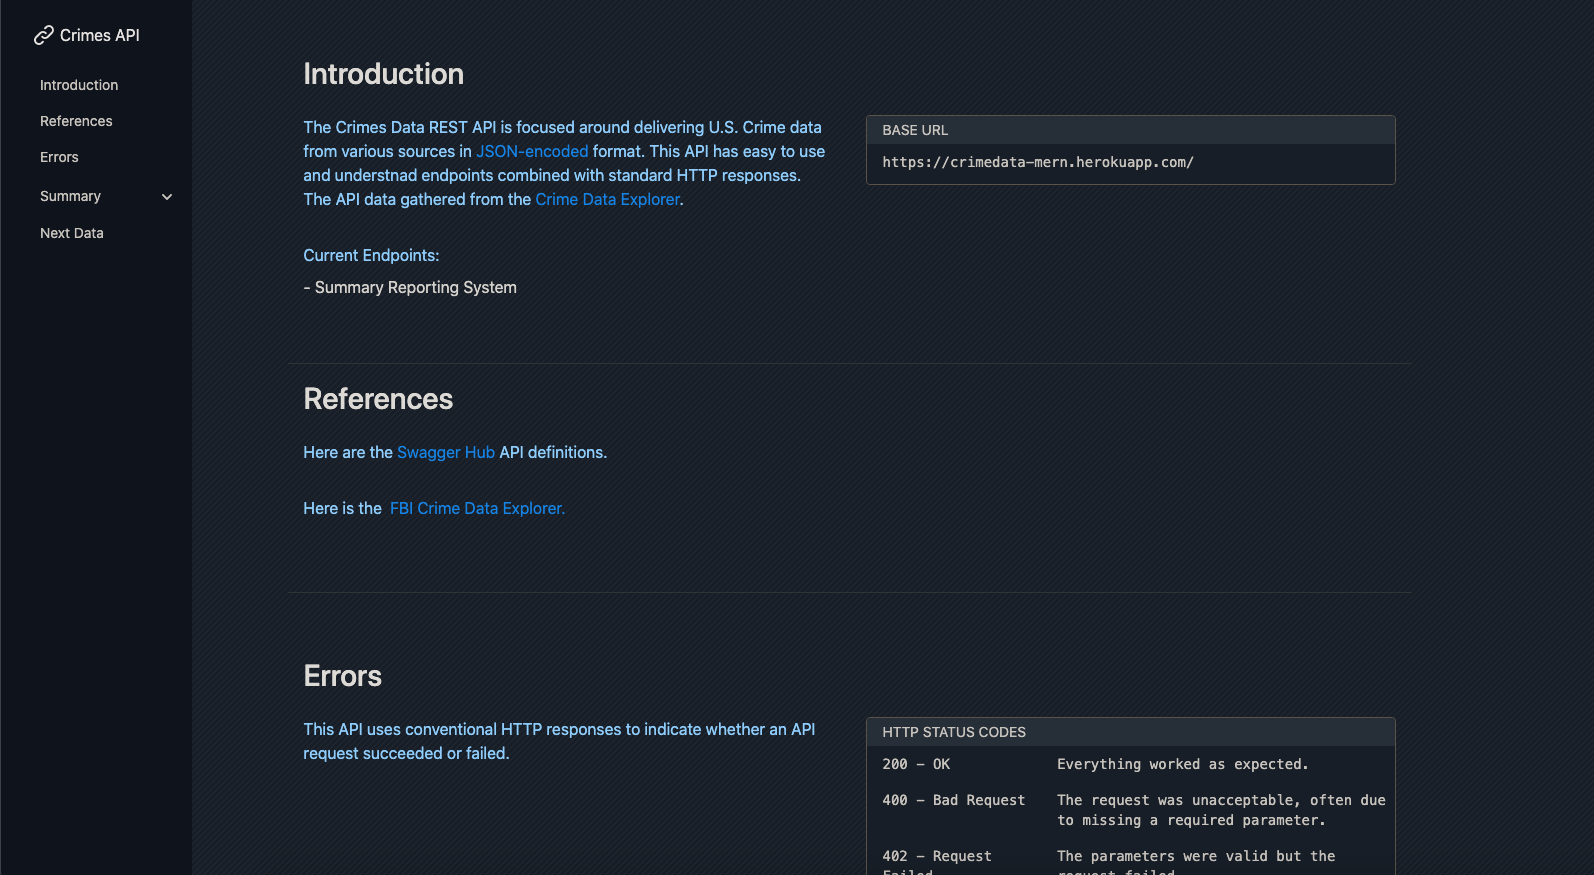 Crimes API
Introduction
References
Errors
Summary
Next Data
Introduction
The Crimes Data REST API is focused around delivering U.S. Crime data
from various sources in JSON-encoded format. This API has easy to use
and understnad endpoints combined with standard HTTP responses.
The API data gathered from the Crime Data Explorer.
Current Endpoints:
- Summary Reporting System
BASE URL
https://crimedata-mern.herokuapp.com/
References
Here are the Swagger Hub API definitions.
Here is the FBI Crime Data Explorer.
Errors
This API uses conventional HTTP responses to indicate whether an API
request succeeded or failed.
HTTP STATUS CODES
200 – OK Everything worked as expected.
400 – Bad Request The request was unacceptable, often due
to missing a required parameter.
402 – Request The parameters were valid but the
Failed request failed